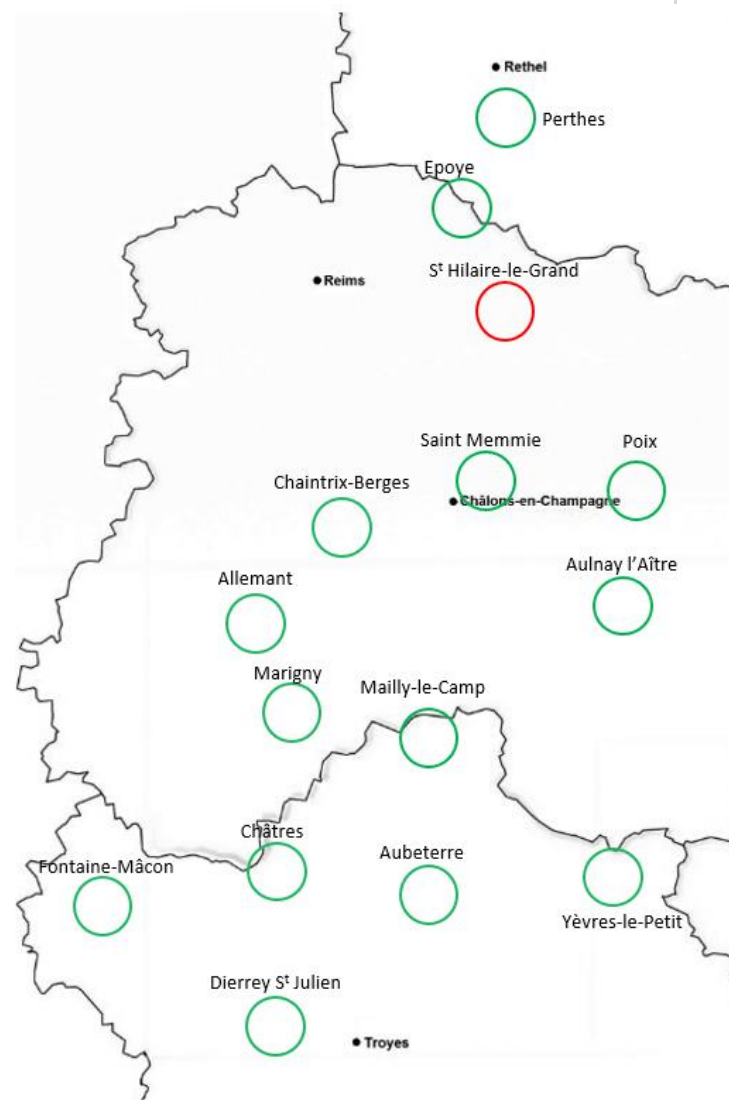 Rethel
Perthes
Epoye
Sᵗ Hilaire-le-Grand
Reims
Saint Memmie
Poix
Chaintrix-Berges
Châlons-en-Champagne
Aulnay l’Aître
Allemant
Marigny
Mailly-le-Camp
Châtres
Aubeterre
Fontaine-Mâcon
Yèvres-le-Petit
Dierrey Sᵗ Julien
Troyes